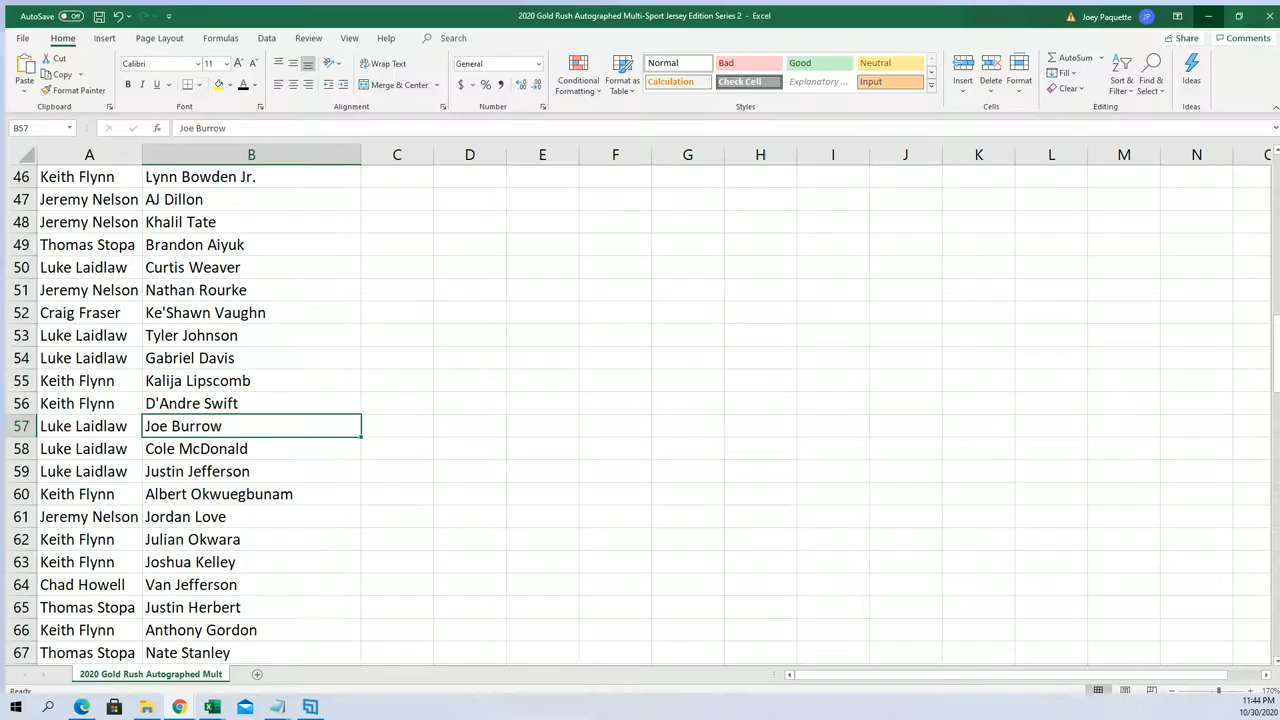 AutoSave Off 2020 Gold Rush Autographed Multi-Sport Jersey Edition Series 2 - Excel Joey Paquette JP
File Home Insert Page Layout Formulas Data Review View Help Search Share Comments
Paste Cut Copy Format Painter Clipboard
Calibri 11 B I U A Font
Wrap Text Merge & Center Alignment
General $ % Number
Conditional Formatting Format as Table Normal Bad Good Neutral Calculation Check Cell Explanatory ... Input Styles
Insert Delete Format Cells
AutoSum Fill Clear Sort & Filter Find & Select Editing
Ideas Ideas
B57 fx Joe Burrow
A B C D E F G H I J K L M N
46 Keith Flynn Lynn Bowden Jr.
47 Jeremy Nelson AJ Dillon
48 Jeremy Nelson Khalil Tate
49 Thomas Stopa Brandon Aiyuk
50 Luke Laidlaw Curtis Weaver
51 Jeremy Nelson Nathan Rourke
52 Craig Fraser Ke'Shawn Vaughn
53 Luke Laidlaw Tyler Johnson
54 Luke Laidlaw Gabriel Davis
55 Keith Flynn Kalija Lipscomb
56 Keith Flynn D'Andre Swift
57 Luke Laidlaw Joe Burrow
58 Luke Laidlaw Cole McDonald
59 Luke Laidlaw Justin Jefferson
60 Keith Flynn Albert Okwuegbunam
61 Jeremy Nelson Jordan Love
62 Keith Flynn Julian Okwara
63 Keith Flynn Joshua Kelley
64 Chad Howell Van Jefferson
65 Thomas Stopa Justin Herbert
66 Keith Flynn Anthony Gordon
67 Thomas Stopa Nate Stanley
2020 Gold Rush Autographed Mult
Ready 170%
11:44 PM
10/30/2020